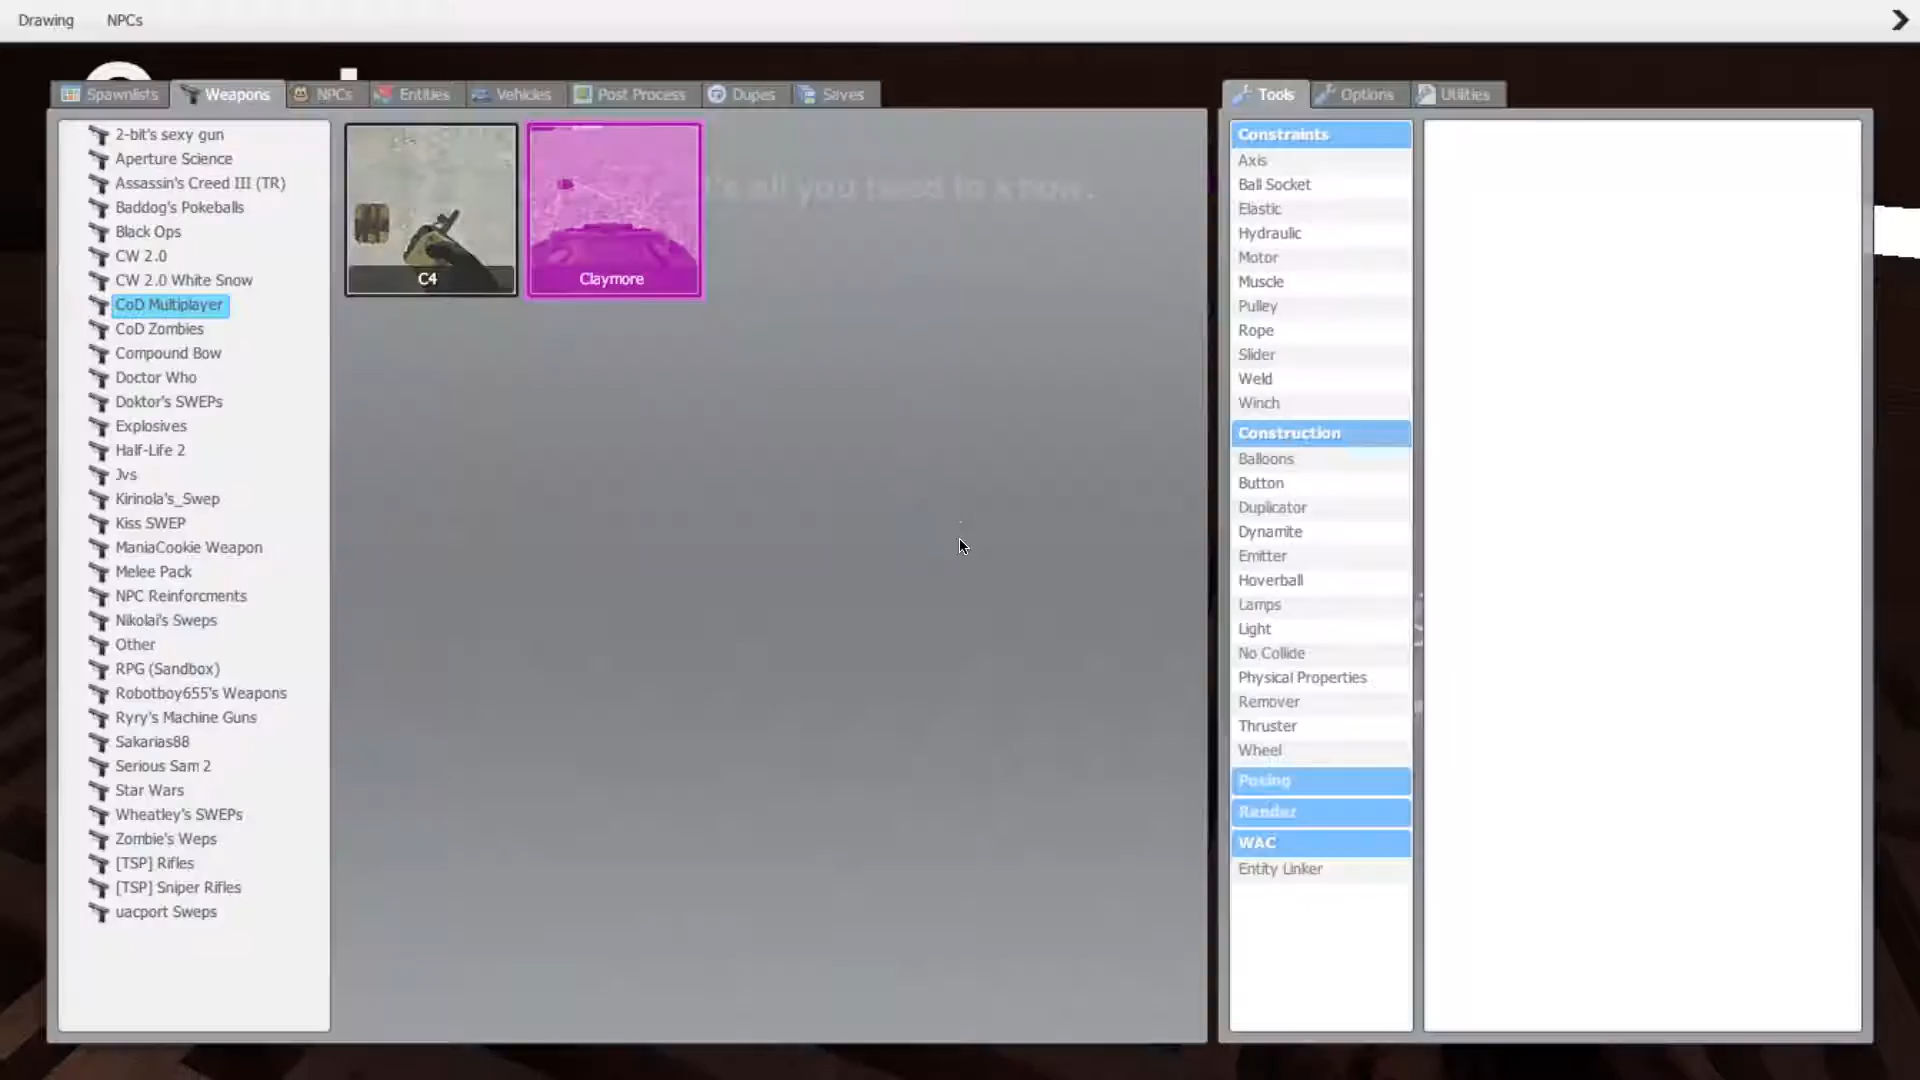 Drawing NPCs
Spawnlists Weapons NPCs Entities Vehicles Post Process Dupes Saves
Tools Options Utilities
2-bit's sexy gun
Aperture Science
Assassin's Creed III (TR)
Baddog's Pokeballs
Black Ops
CW 2.0
CW 2.0 White Snow
CoD Multiplayer
CoD Zombies
Compound Bow
Doctor Who
Doktor's SWEPs
Explosives
Half-Life 2
Jvs
Kirinola's_Swep
Kiss SWEP
ManiaCookie Weapon
Melee Pack
NPC Reinforcments
Nikolai's Sweps
Other
RPG (Sandbox)
Robotboy655's Weapons
Ryry's Machine Guns
Sakarias88
Serious Sam 2
Star Wars
Wheatley's SWEPs
Zombie's Weps
[TSP] Rifles
[TSP] Sniper Rifles
uacport Sweps
C4
Claymore
's all you need to know.
Constraints
Axis
Ball Socket
Elastic
Hydraulic
Motor
Muscle
Pulley
Rope
Slider
Weld
Winch
Construction
Balloons
Button
Duplicator
Dynamite
Emitter
Hoverball
Lamps
Light
No Collide
Physical Properties
Remover
Thruster
Wheel
Posing
Render
WAC
Entity Linker